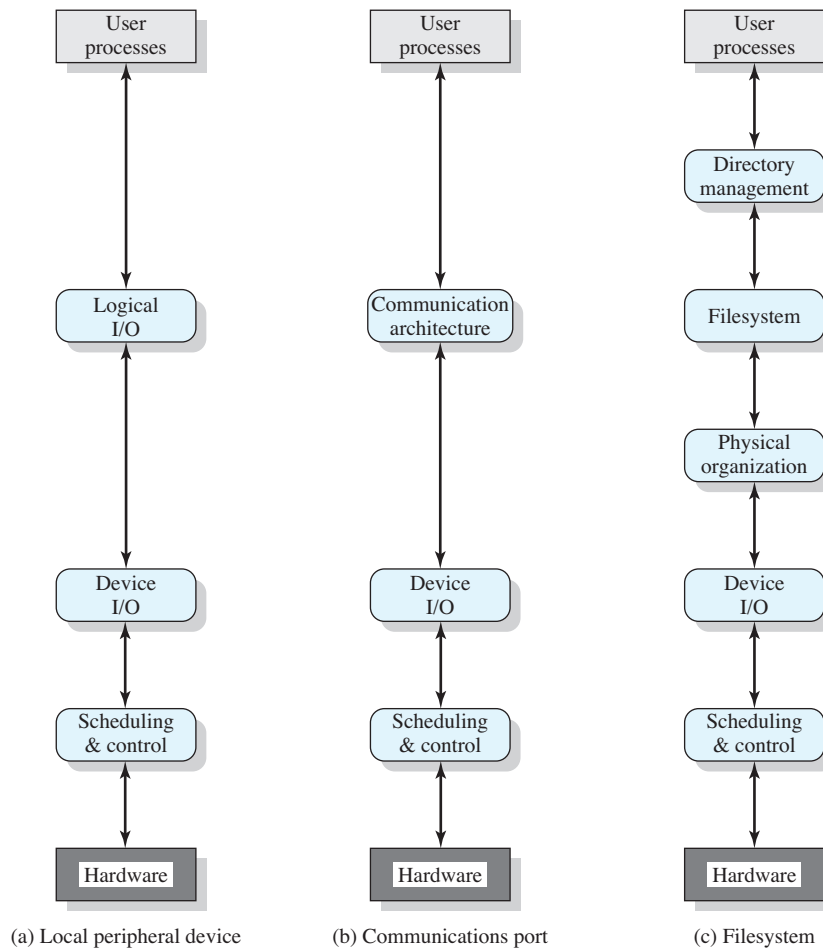 User
processes
Logical
I/O
Device
I/O
Scheduling
& control
Hardware
(a) Local peripheral device
User
processes
Communication
architecture
Device
I/O
Scheduling
& control
Hardware
(b) Communications port
User
processes
Directory
management
Filesystem
Physical
organization
Device
I/O
Scheduling
& control
Hardware
(c) Filesystem